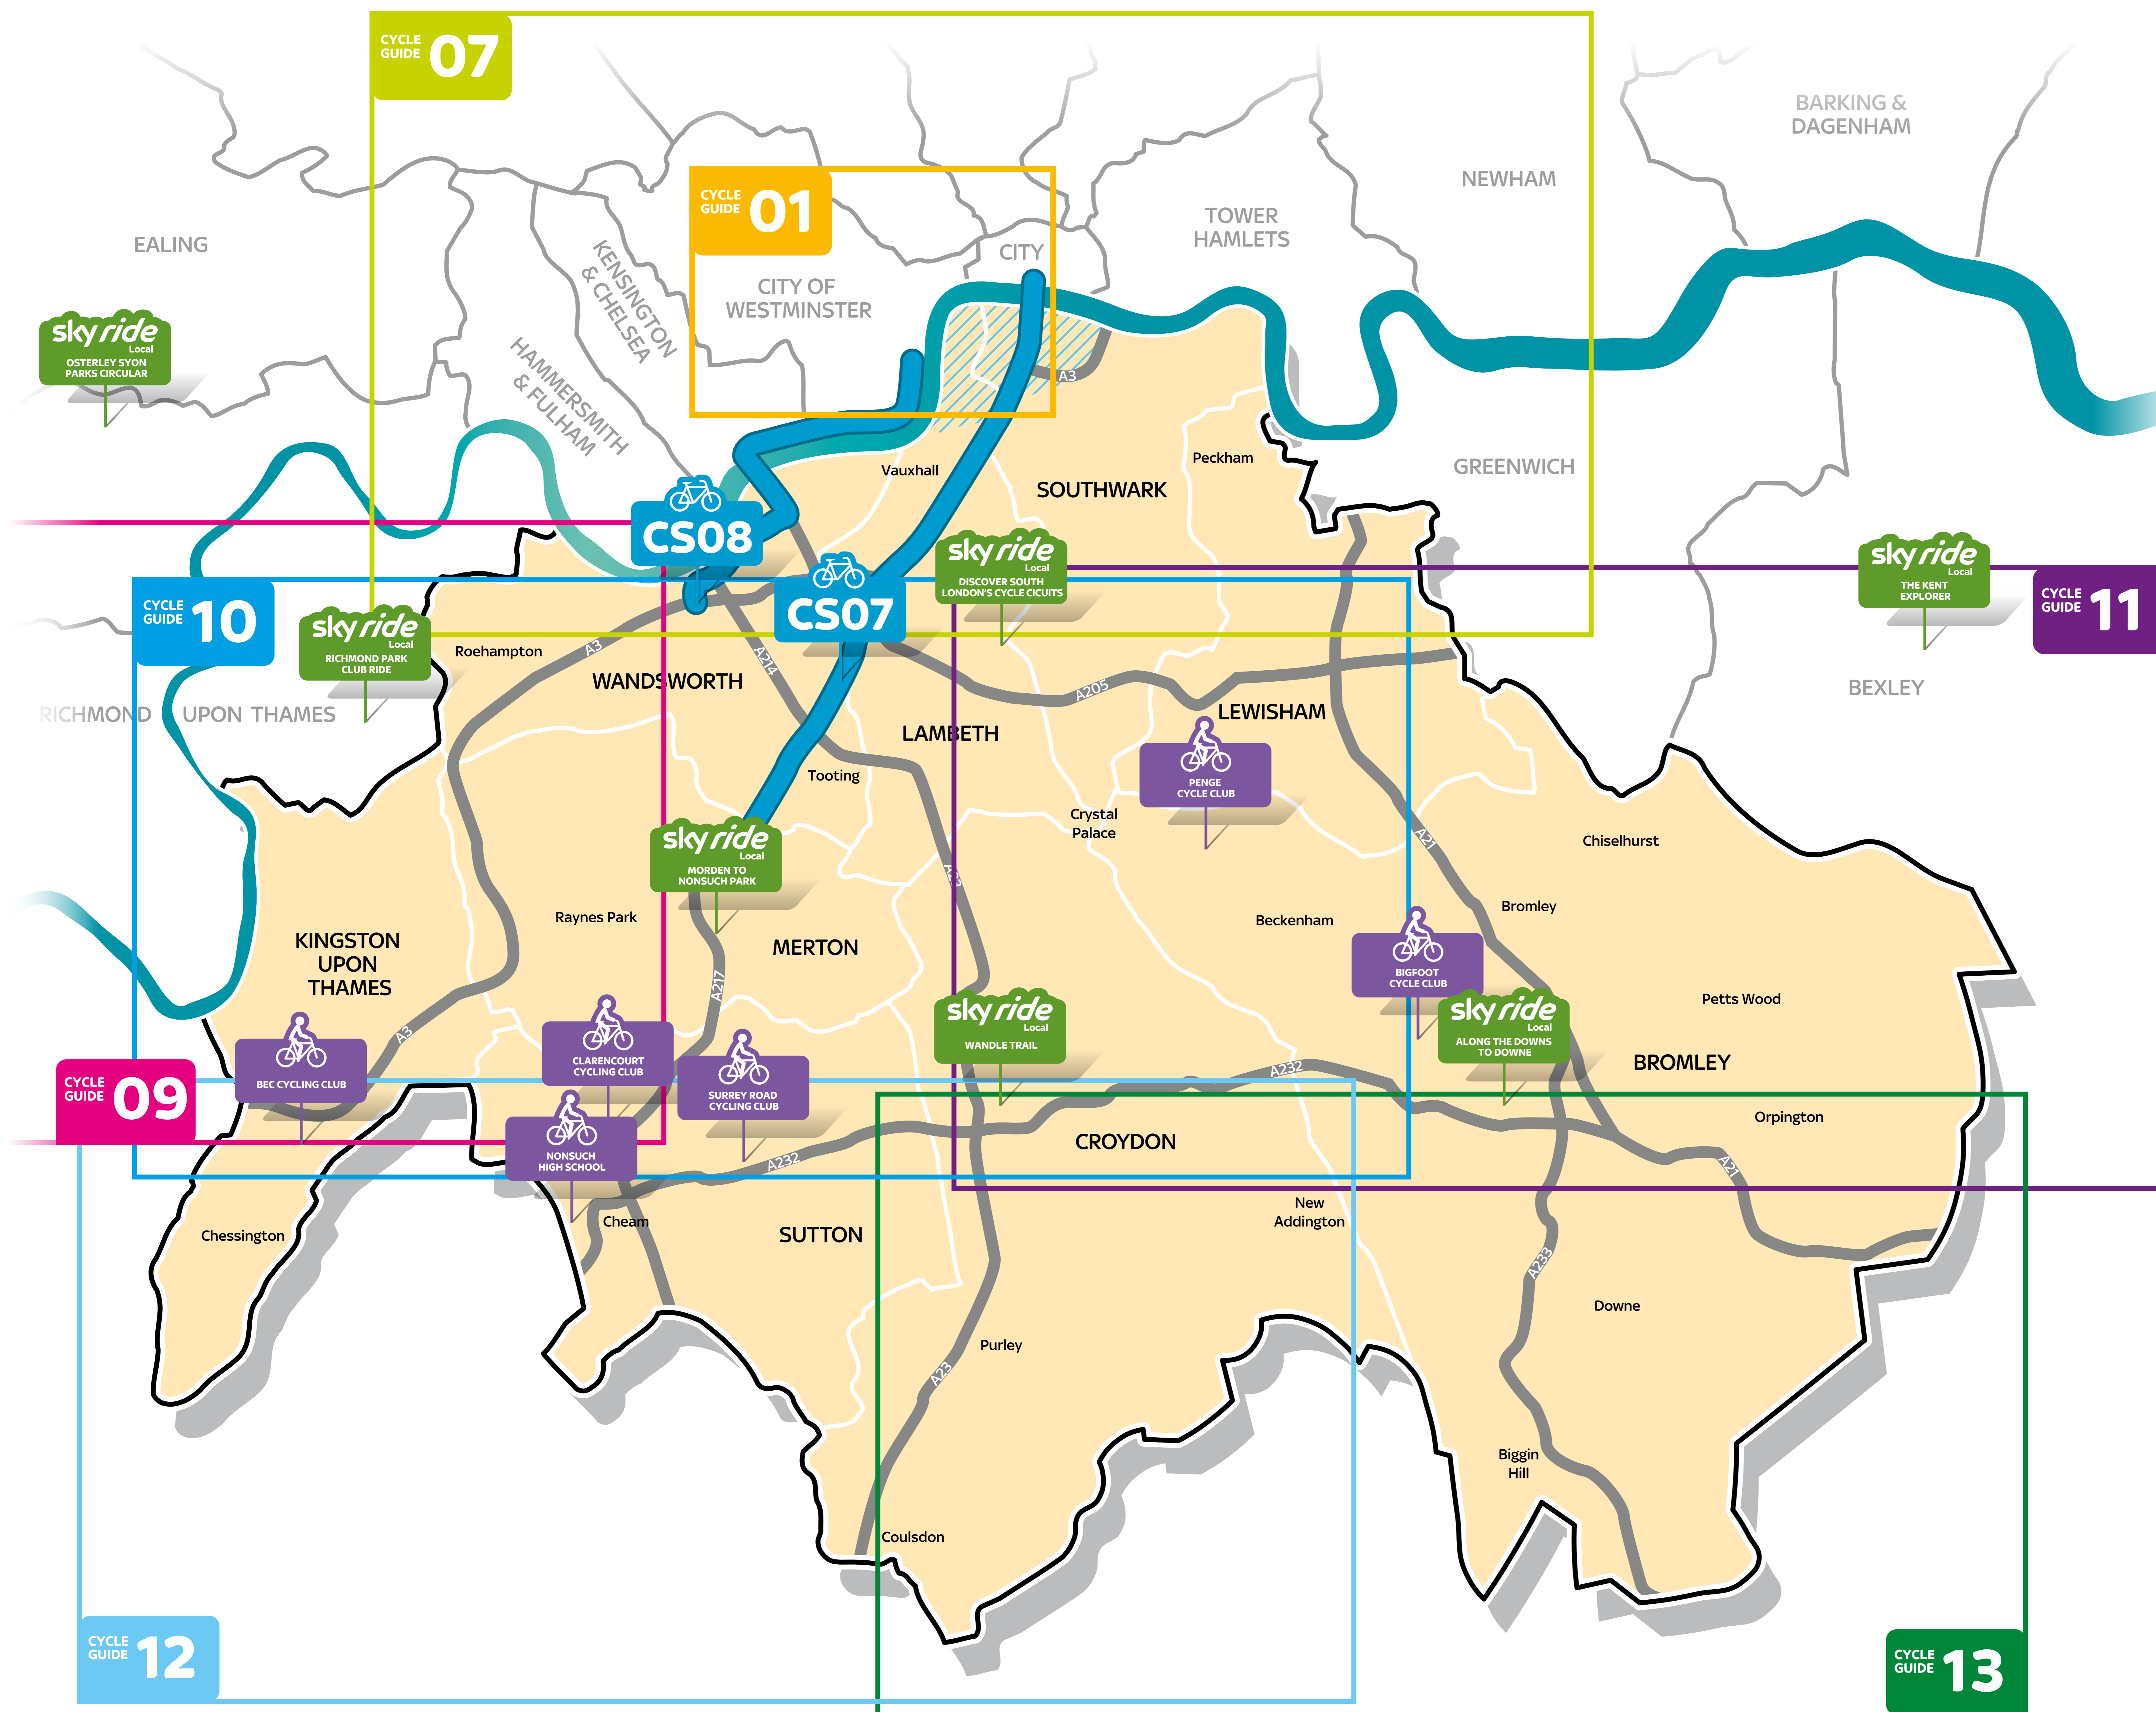 CYCLE
GUIDE 07
BARKING &
DAGENHAM
NEWHAM
CYCLE
GUIDE 01
TOWER
HAMLETS
EALING
CITY
KENSINGTON
& CHELSEA
CITY OF
WESTMINSTER
sky ride
Local
OSTERLEY SYON
PARKS CIRCULAR
HAMMERSMITH
& FULHAM
A3
Vauxhall
Peckham
GREENWICH
SOUTHWARK
CS08
sky ride
Local
DISCOVER SOUTH
LONDON'S CYCLE CICUITS
sky ride
Local
THE KENT
EXPLORER
CYCLE
GUIDE 11
CYCLE
GUIDE 10
CS07
sky ride
Local
RICHMOND PARK
CLUB RIDE
Roehampton
A3
A214
WANDSWORTH
A205
BEXLEY
RICHMOND UPON THAMES
LEWISHAM
LAMBETH
Tooting
PENGE
CYCLE CLUB
Crystal
Palace
A21
Chiselhurst
sky ride
Local
MORDEN TO
NONSUCH PARK
A23
Raynes Park
Beckenham
Bromley
KINGSTON
UPON
THAMES
MERTON
BIGFOOT
CYCLE CLUB
A217
Petts Wood
sky ride
Local
WANDLE TRAIL
sky ride
Local
ALONG THE DOWNS
TO DOWNE
A3
CLARENCOURT
CYCLING CLUB
BROMLEY
A232
BEC CYCLING CLUB
SURREY ROAD
CYCLING CLUB
CYCLE
GUIDE 09
Orpington
CROYDON
NONSUCH
HIGH SCHOOL
A232
A21
New
Addington
Cheam
Chessington
SUTTON
A233
Downe
Purley
A23
Biggin
Hill
Coulsdon
CYCLE
GUIDE 12
CYCLE
GUIDE 13